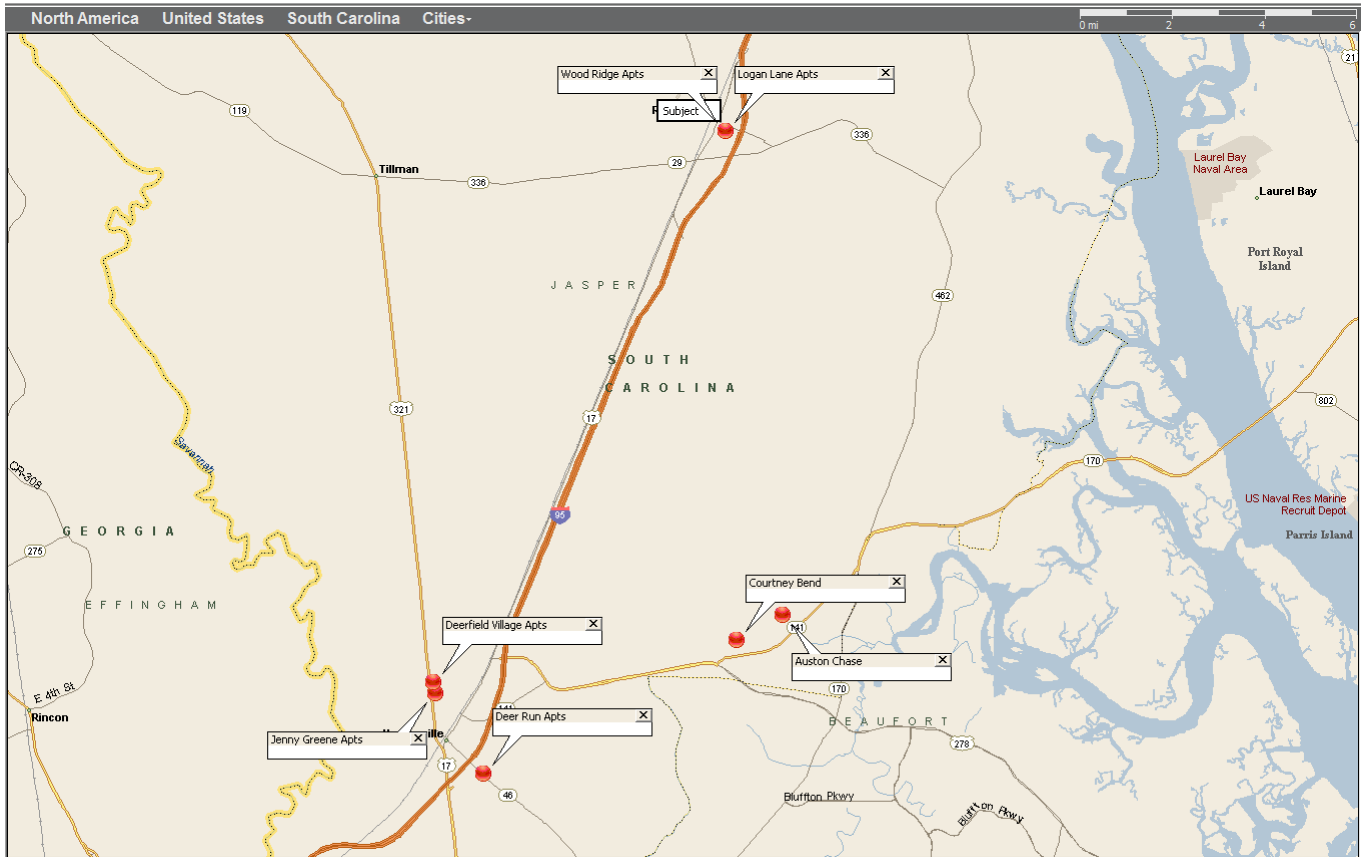 North America United States South Carolina Cities-
0 mi 2 4 6
21
Wood Ridge Apts
Logan Lane Apts
Subject
119
336
29
Tillman
336
Laurel Bay
Naval Area
Laurel Bay
Port Royal
Island
JASPER
462
SOUTH
CAROLINA
321
17
802
Savannah
170
CR-308
95
US Naval Res Marine
Recruit Depot
GEORGIA
Parris Island
275
EFFINGHAM
Courtney Bend
Deerfield Village Apts
141
Auston Chase
E 4th St
170
Rincon
Deer Run Apts
BEAUFORT
Jenny Greene Apts
278
17
46
Bluffton Pkwy
Bluffton Pkwy